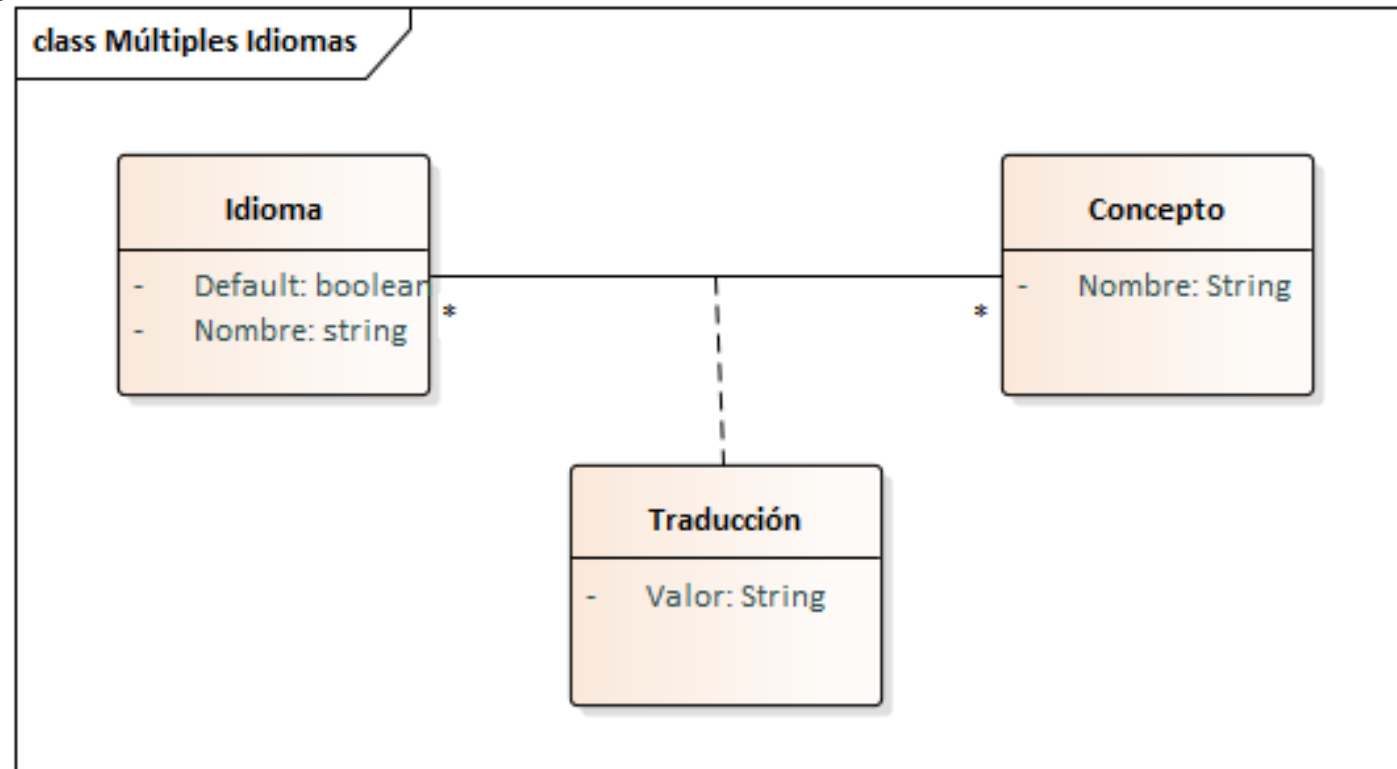 class Múltiples Idiomas
Idioma
- Default: boolean
- Nombre: string
*
*
Concepto
- Nombre: String
Traducción
- Valor: String